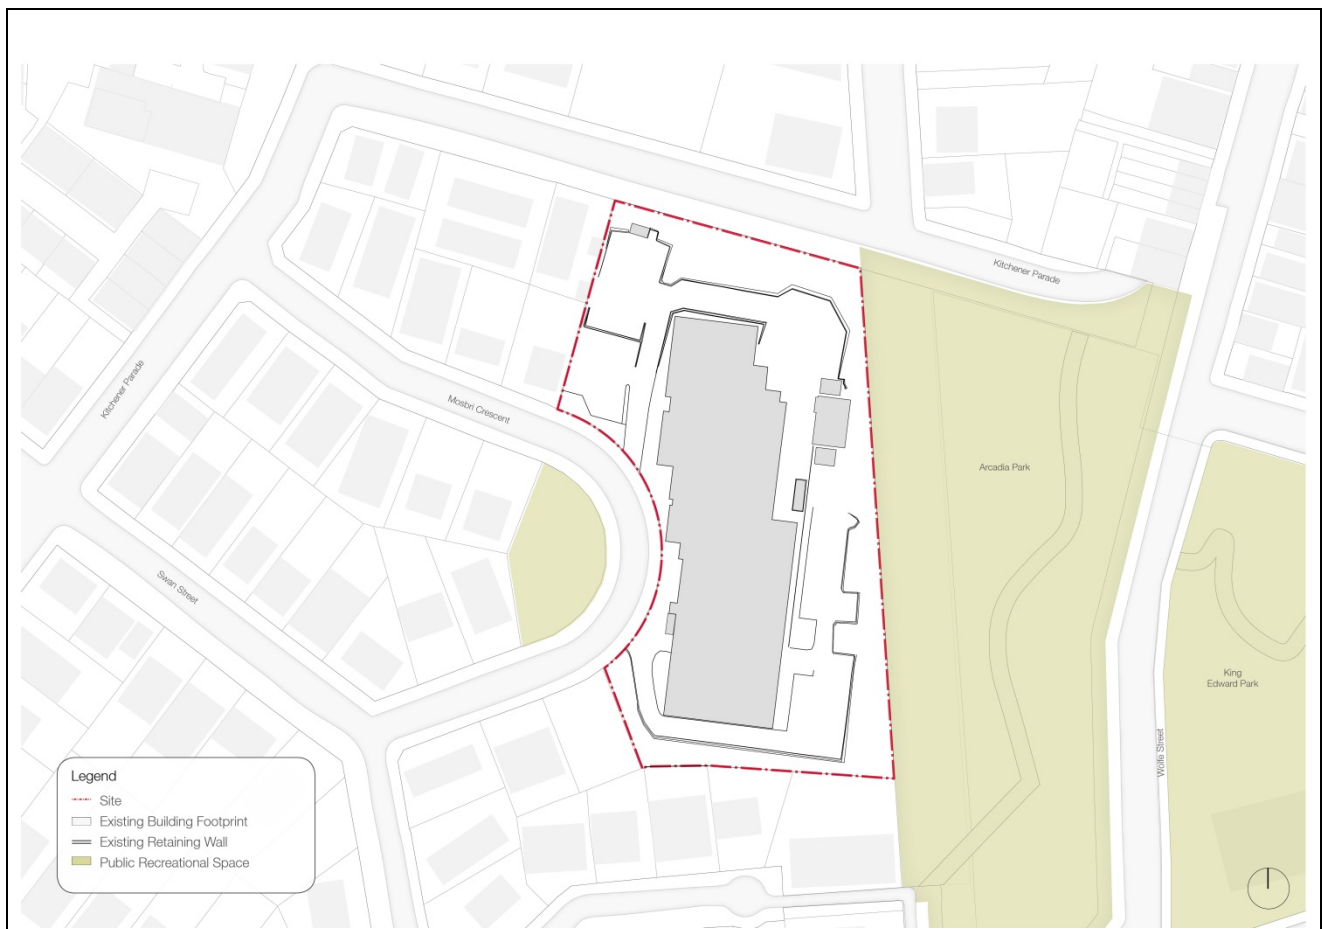 Kitchener Parade
Kitchener Parade
Mosbri Crescent
Arcadia Park
Swan Street
King
Edward Park
Wolfe Street
Legend
Site
Existing Building Footprint
Existing Retaining Wall
Public Recreational Space